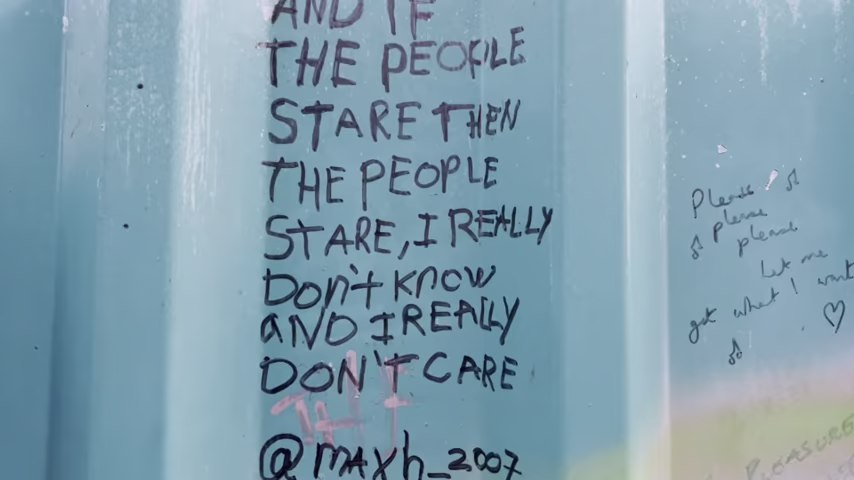 AND IF
THE PEOPLE
STARE THEN
THE PEOPLE
STARE, I REALLY
DON'T KNOW
AND I REALLY
DON'T CARE
@maxh_2007
Please
please
please
let me
get what I want
PLEASURE